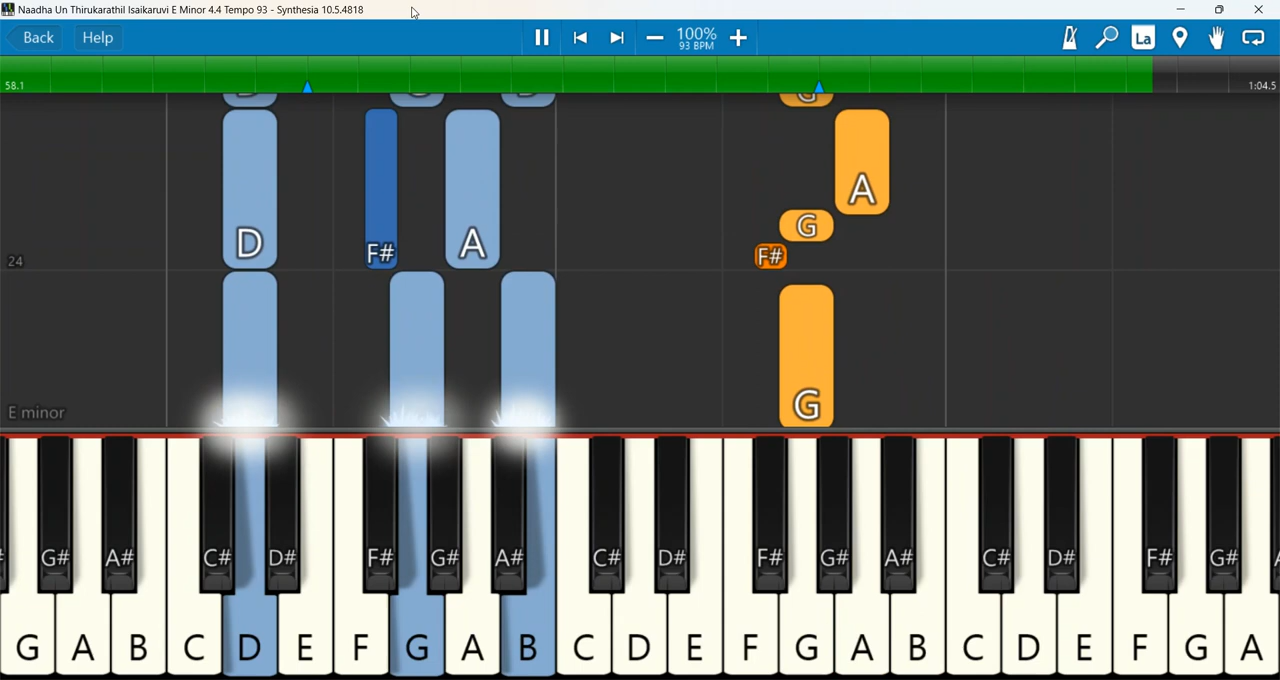 Naadha Un Thirukarathil Isaikaruvi E Minor 4.4 Tempo 93 - Synthesia 10.5.4818
Back Help 100% La
93 BPM
58.1 1:04.5
G
A
G
D F# A F#
24
G
E minor
G# A# C# D# F# G# A# C# D# F# G# A# C# D# F# G#
G A B C D E F G A B C D E F G A B C D E F G A